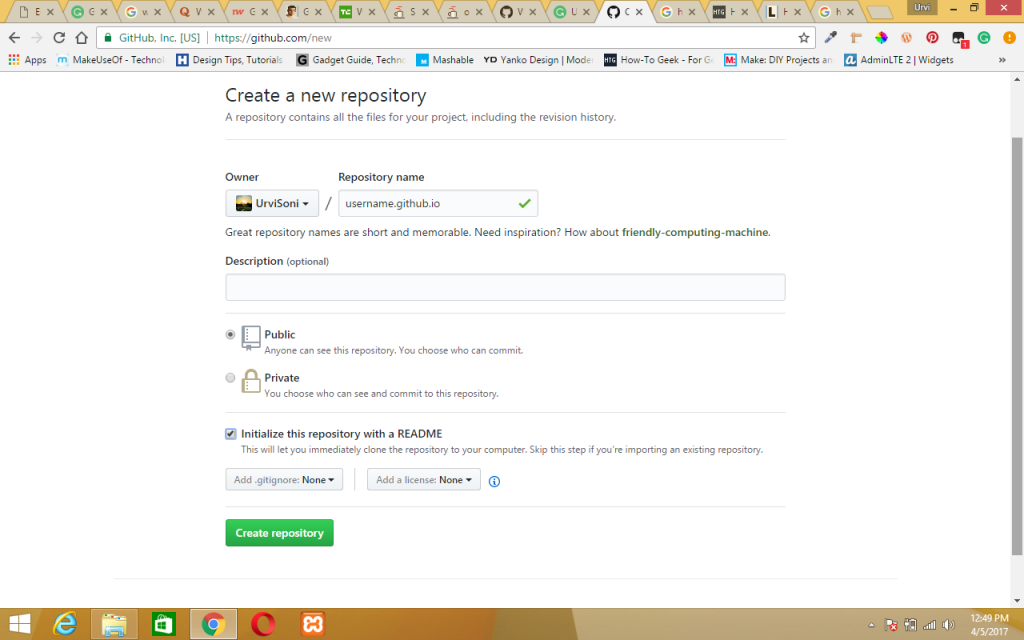 E G w Q V nw G G TG V S c V U C h HTG H L H h Urvi
GitHub, Inc. [US] https://github.com/new
Apps MakeUseOf - Techno Design Tips, Tutorials Gadget Guide, Techno Mashable YD Yanko Design | Mode HTG How-To Geek - For G M: Make: DIY Projects an AdminLTE 2 | Widgets »
Create a new repository
A repository contains all the files for your project, including the revision history.
Owner Repository name
UrviSoni / username.github.io
Great repository names are short and memorable. Need inspiration? How about friendly-computing-machine.
Description (optional)
Public
Anyone can see this repository. You choose who can commit.
Private
You choose who can see and commit to this repository.
Initialize this repository with a README
This will let you immediately clone the repository to your computer. Skip this step if you're importing an existing repository.
Add .gitignore: None Add a license: None
Create repository
12:49 PM
4/5/2017